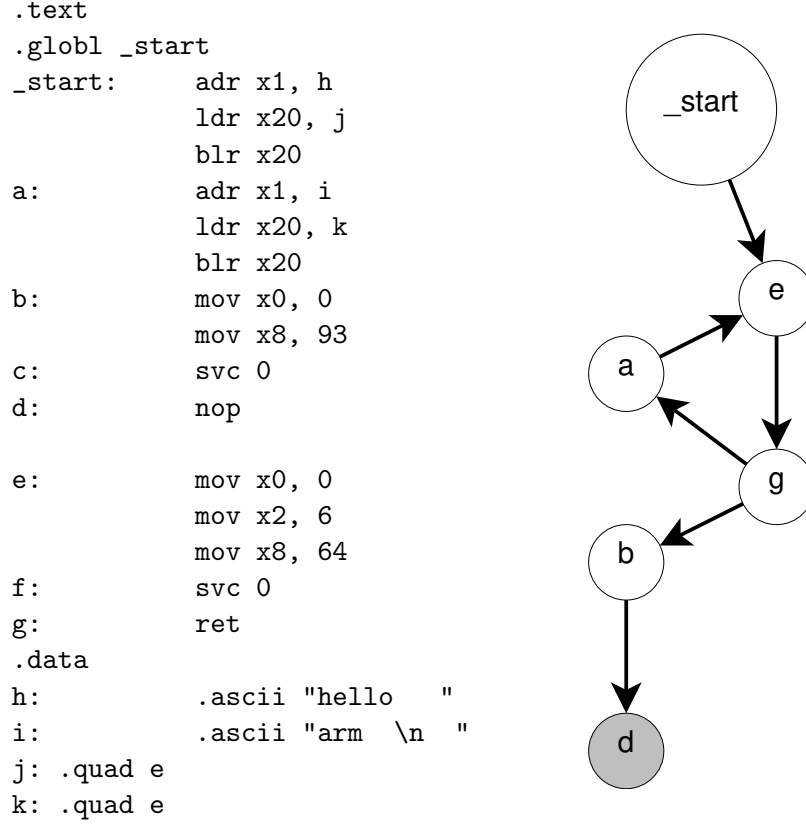 .text
.globl _start
_start:     adr x1, h
            ldr x20, j
            blr x20
a:          adr x1, i
            ldr x20, k
            blr x20
b:          mov x0, 0
            mov x8, 93
c:          svc 0
d:          nop
e:          mov x0, 0
            mov x2, 6
            mov x8, 64
f:          svc 0
g:          ret
.data
h:          .ascii "hello   "
i:          .ascii "arm  \n  "
j: .quad e
k: .quad e
_start
e
a
g
b
d